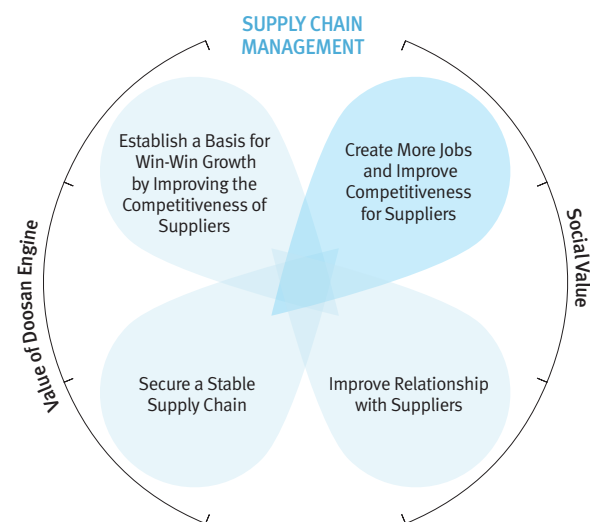 SUPPLY CHAIN
MANAGEMENT
Establish a Basis for
Win-Win Growth
by Improving the
Competitiveness of
Suppliers
Create More Jobs
and Improve
Competitiveness
for Suppliers
Value of Doosan Engine
Social Value
Secure a Stable
Supply Chain
Improve Relationship
with Suppliers